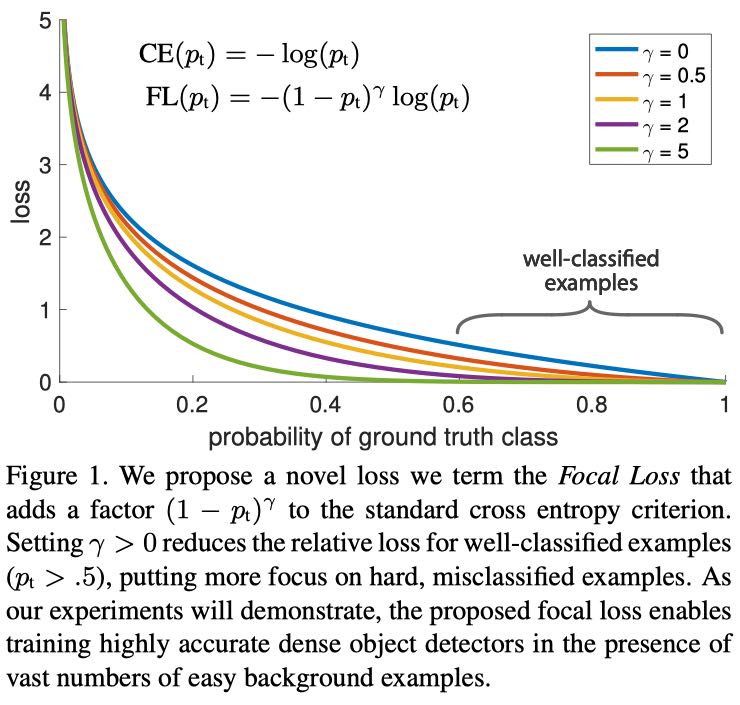 5
4
3
2
1
0
loss
CE(pₜ) = − log(pₜ)
FL(pₜ) = −(1 − pₜ)^γ log(pₜ)
γ = 0
γ = 0.5
γ = 1
γ = 2
γ = 5
well-classified
examples
0 0.2 0.4 0.6 0.8 1
probability of ground truth class
Figure 1. We propose a novel loss we term the Focal Loss that
adds a factor (1 − pₜ)^γ to the standard cross entropy criterion.
Setting γ > 0 reduces the relative loss for well-classified examples
(pₜ > .5), putting more focus on hard, misclassified examples. As
our experiments will demonstrate, the proposed focal loss enables
training highly accurate dense object detectors in the presence of
vast numbers of easy background examples.